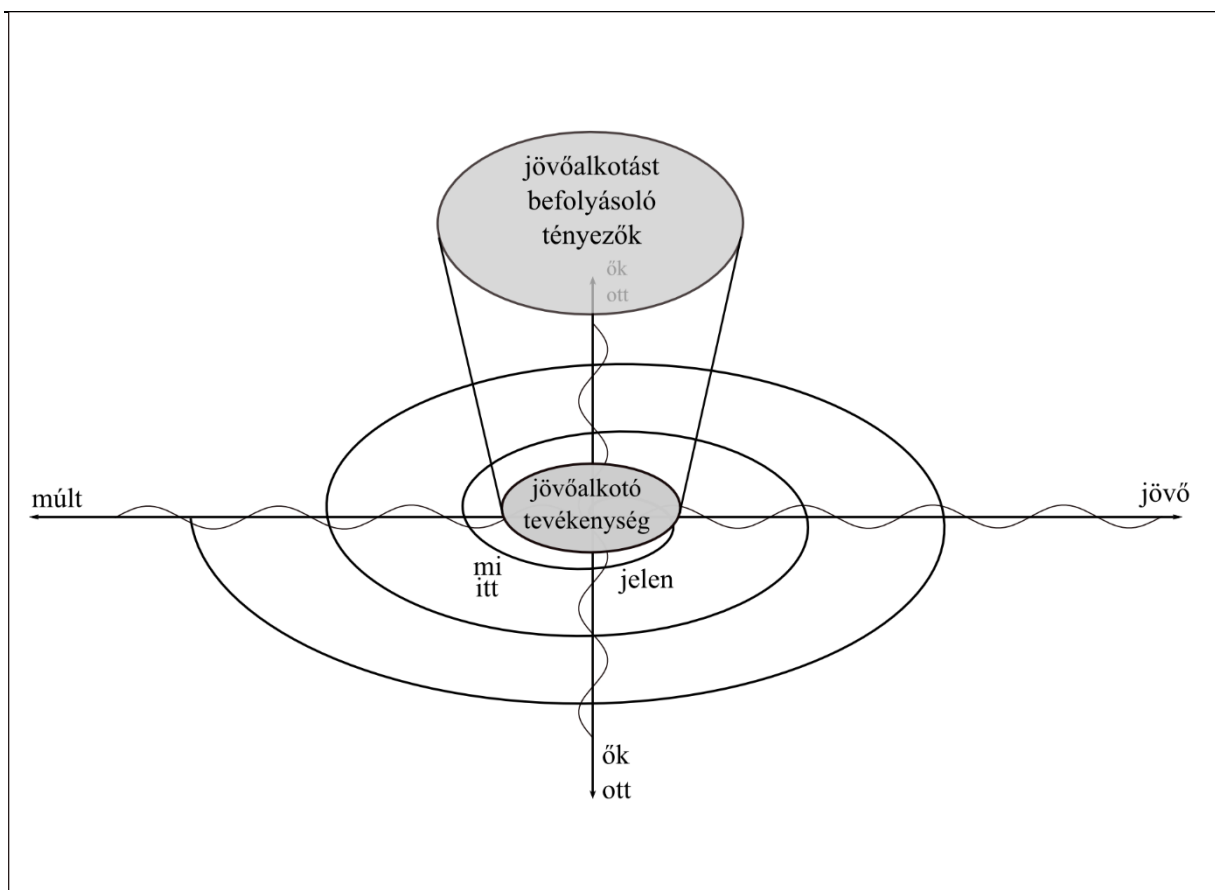 jövőalkotást
befolyásoló
tényezők
ők
ott
múlt
jövőalkotó
tevékenység
jövő
mi
itt
jelen
ők
ott